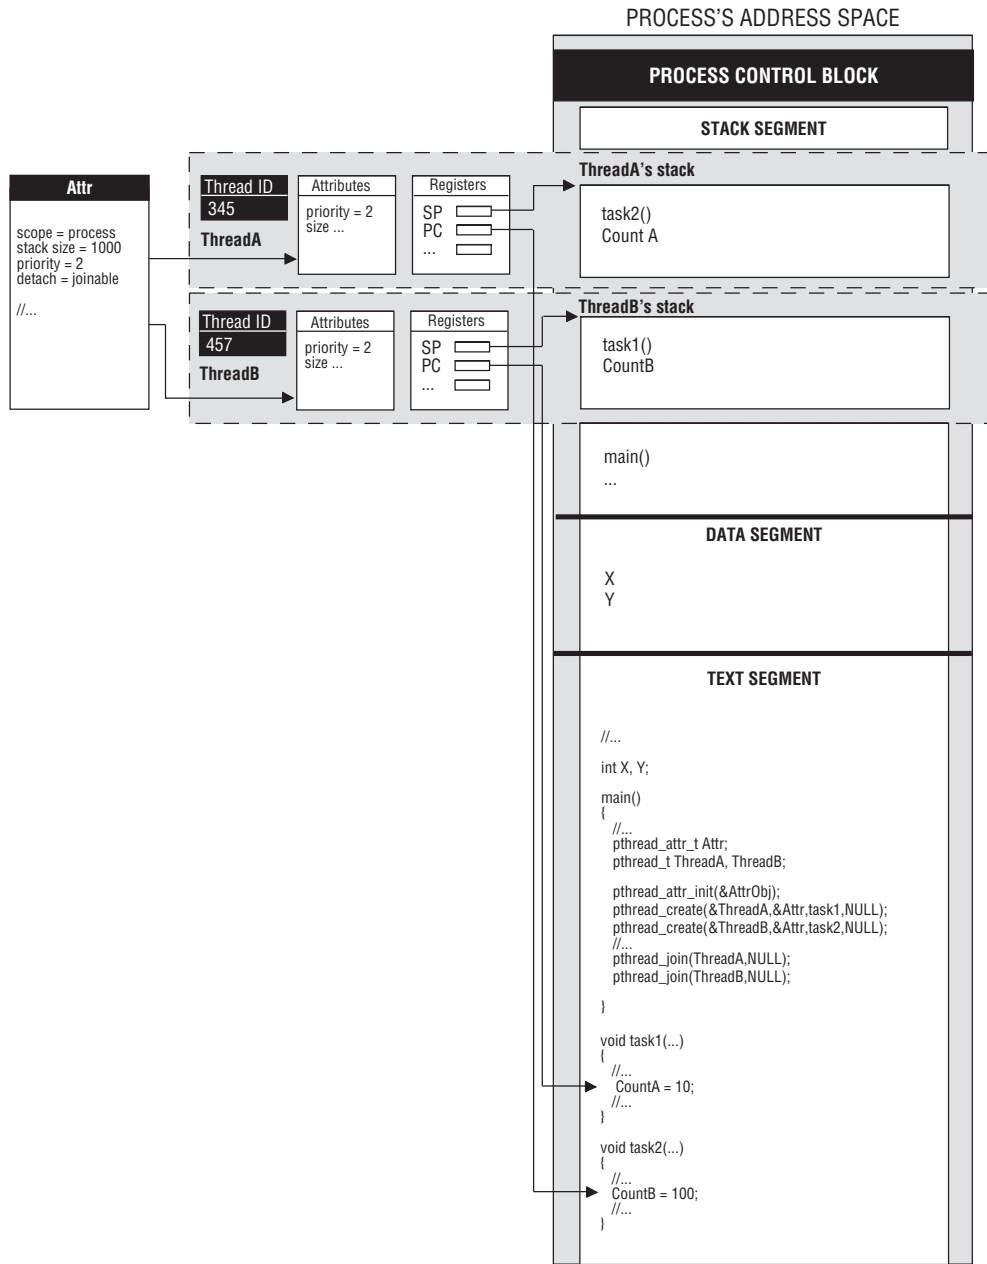 PROCESS'S ADDRESS SPACE
PROCESS CONTROL BLOCK
STACK SEGMENT
Attr
scope = process
stack size = 1000
priority = 2
detach = joinable
//...
Thread ID
345
ThreadA
Attributes
priority = 2
size ...
Registers
SP
PC
...
ThreadA's stack
task2()
Count A
Thread ID
457
ThreadB
Attributes
priority = 2
size ...
Registers
SP
PC
...
ThreadB's stack
task1()
CountB
main()
...
DATA SEGMENT
X
Y
TEXT SEGMENT
//...
int X, Y;
main()
{
//...
pthread_attr_t Attr;
pthread_t ThreadA, ThreadB;
pthread_attr_init(&AttrObj);
pthread_create(&ThreadA,&Attr,task1,NULL);
pthread_create(&ThreadB,&Attr,task2,NULL);
//...
pthread_join(ThreadA,NULL);
pthread_join(ThreadB,NULL);
}
void task1(...)
{
//...
CountA = 10;
//...
}
void task2(...)
{
//...
CountB = 100;
//...
}